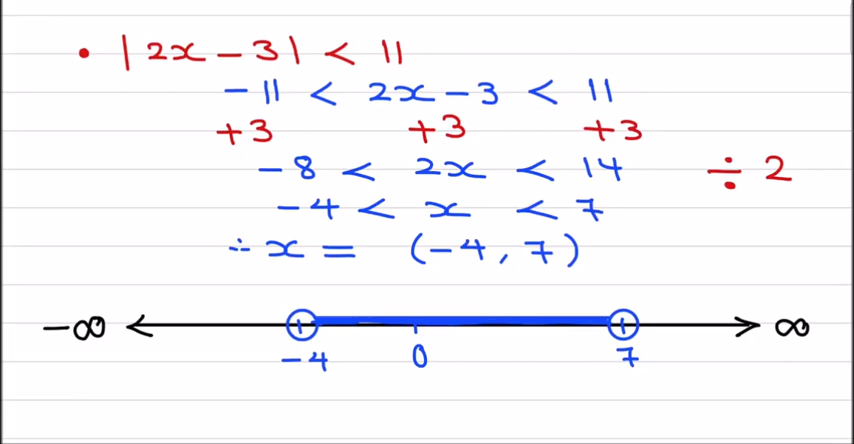 • |2x - 3| < 11
-11 < 2x - 3 < 11
+3 +3 +3
-8 < 2x < 14 ÷ 2
-4 < x < 7
∴ x = (-4, 7)
-∞ ∞
-4 0 7